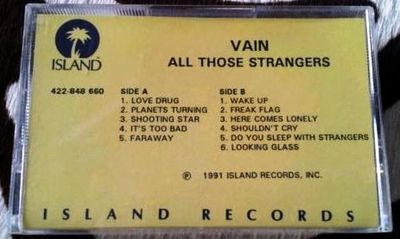 ISLAND
VAIN
ALL THOSE STRANGERS
422-848 660
SIDE A
1. LOVE DRUG
2. PLANETS TURNING
3. SHOOTING STAR
4. IT'S TOO BAD
5. FARAWAY
SIDE B
1. WAKE UP
2. FREAK FLAG
3. HERE COMES LONELY
4. SHOULDN'T CRY
5. DO YOU SLEEP WITH STRANGERS
6. LOOKING GLASS
℗ 1991 ISLAND RECORDS, INC.
ISLAND RECORDS